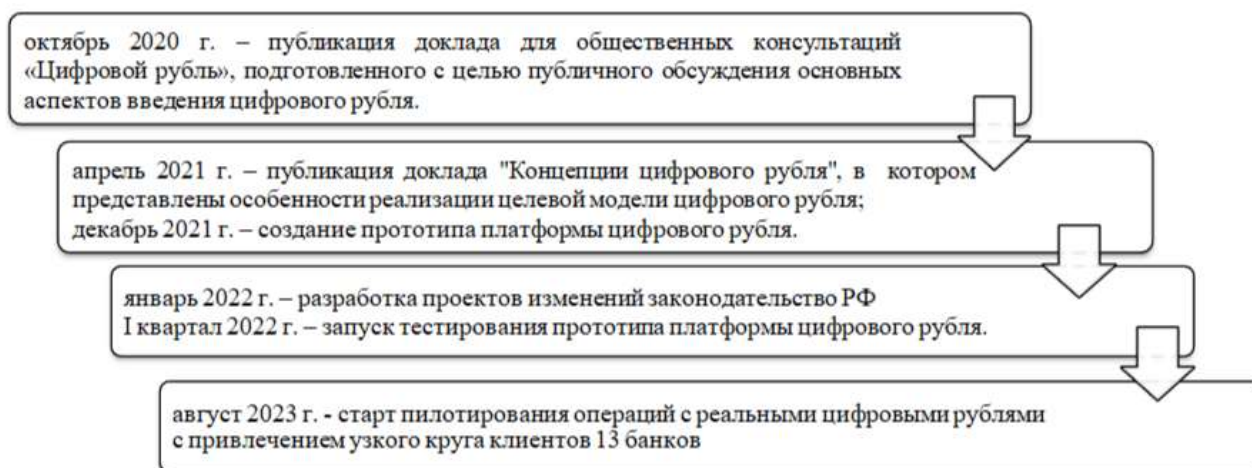 октябрь 2020 г. – публикация доклада для общественных консультаций
«Цифровой рубль», подготовленного с целью публичного обсуждения основных
аспектов введения цифрового рубля.
апрель 2021 г. – публикация доклада "Концепции цифрового рубля", в котором
представлены особенности реализации целевой модели цифрового рубля;
декабрь 2021 г. – создание прототипа платформы цифрового рубля.
январь 2022 г. – разработка проектов изменений законодательство РФ
I квартал 2022 г. – запуск тестирования прототипа платформы цифрового рубля.
август 2023 г. - старт пилотирования операций с реальными цифровыми рублями
с привлечением узкого круга клиентов 13 банков